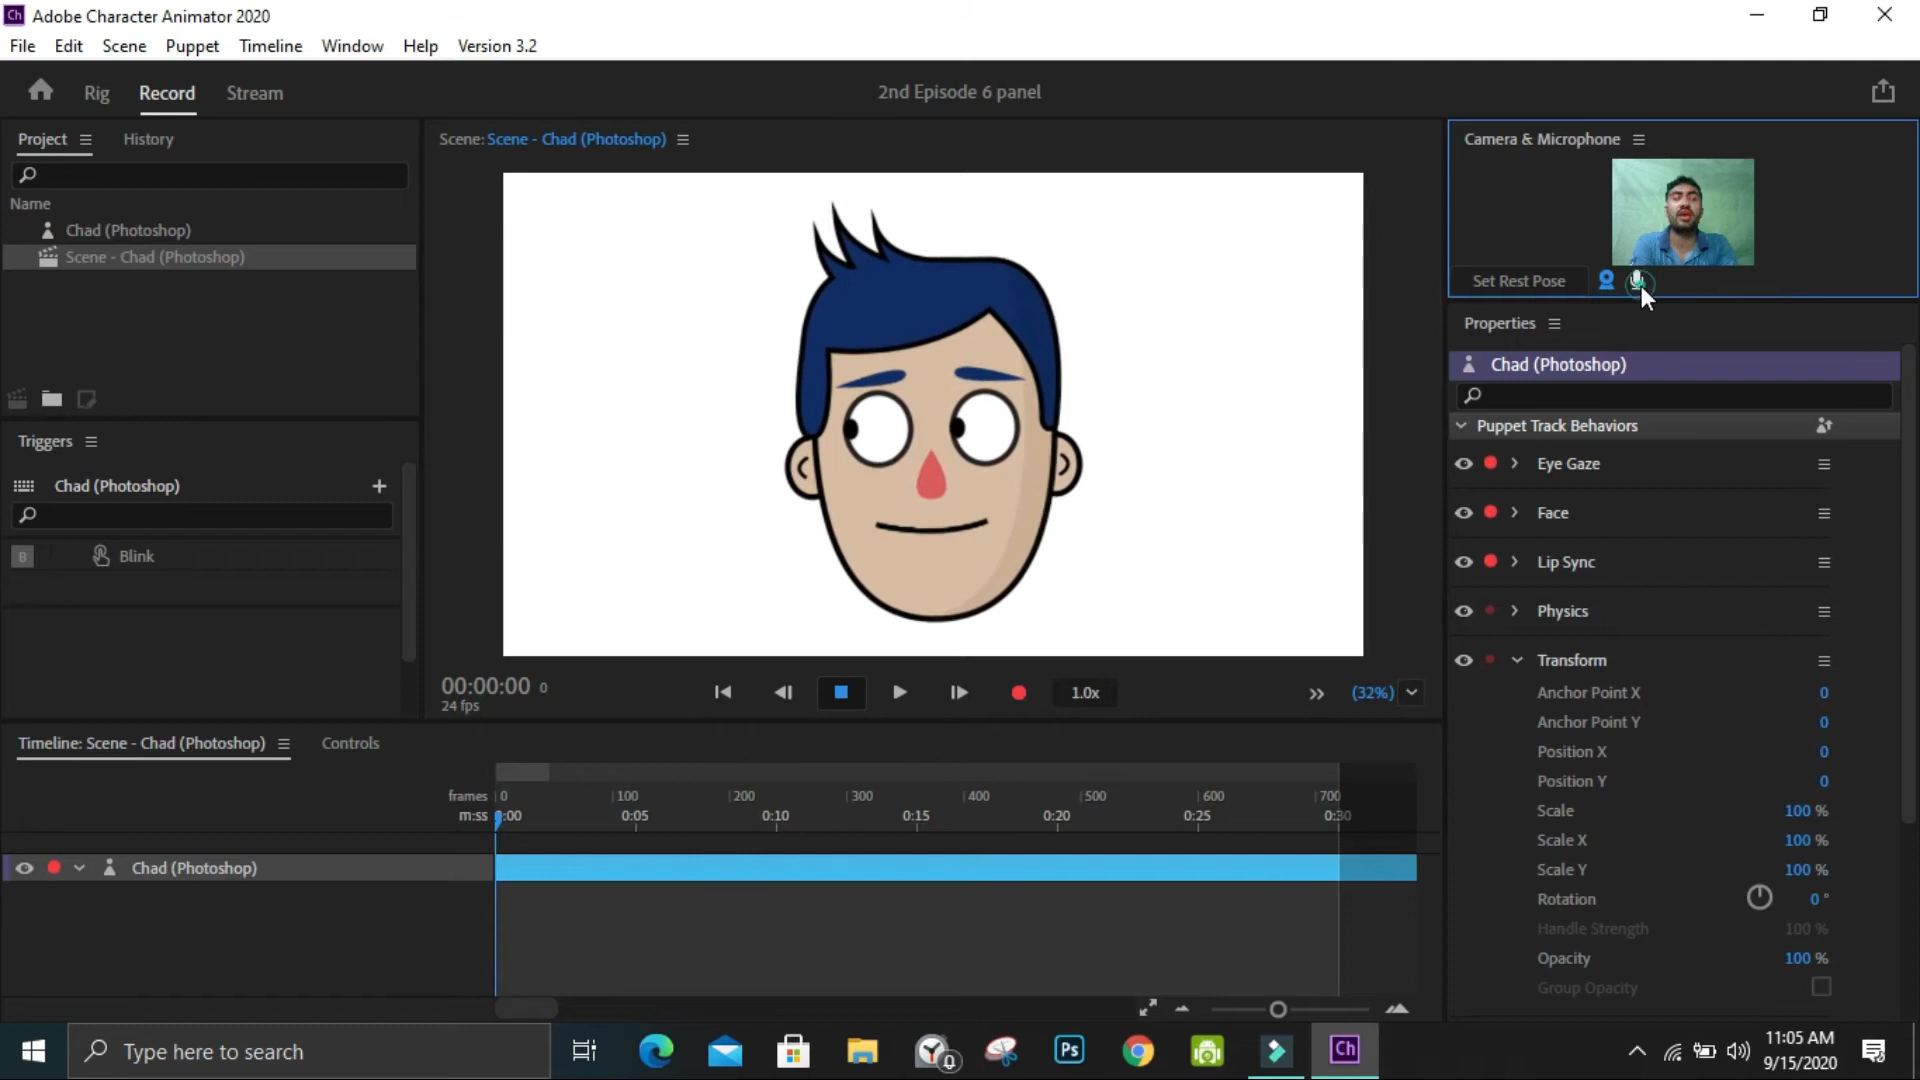 Ch Adobe Character Animator 2020
File Edit Scene Puppet Timeline Window Help Version 3.2
Rig Record Stream 2nd Episode 6 panel
Project History
Name
Chad (Photoshop)
Scene - Chad (Photoshop)
Triggers
Chad (Photoshop) +
B Blink
Scene: Scene - Chad (Photoshop)
00:00:00 0
24 fps
1.0x (32%)
Camera & Microphone
Set Rest Pose
Properties
Chad (Photoshop)
Puppet Track Behaviors
Eye Gaze
Face
Lip Sync
Physics
Transform
Anchor Point X 0
Anchor Point Y 0
Position X 0
Position Y 0
Scale 100 %
Scale X 100 %
Scale Y 100 %
Rotation 0 °
Handle Strength 100 %
Opacity 100 %
Group Opacity
Timeline: Scene - Chad (Photoshop) Controls
frames 0 100 200 300 400 500 600 700
m:ss :00 0:05 0:10 0:15 0:20 0:25 0:30
Chad (Photoshop)
Type here to search
Ps
Ch
11:05 AM
9/15/2020